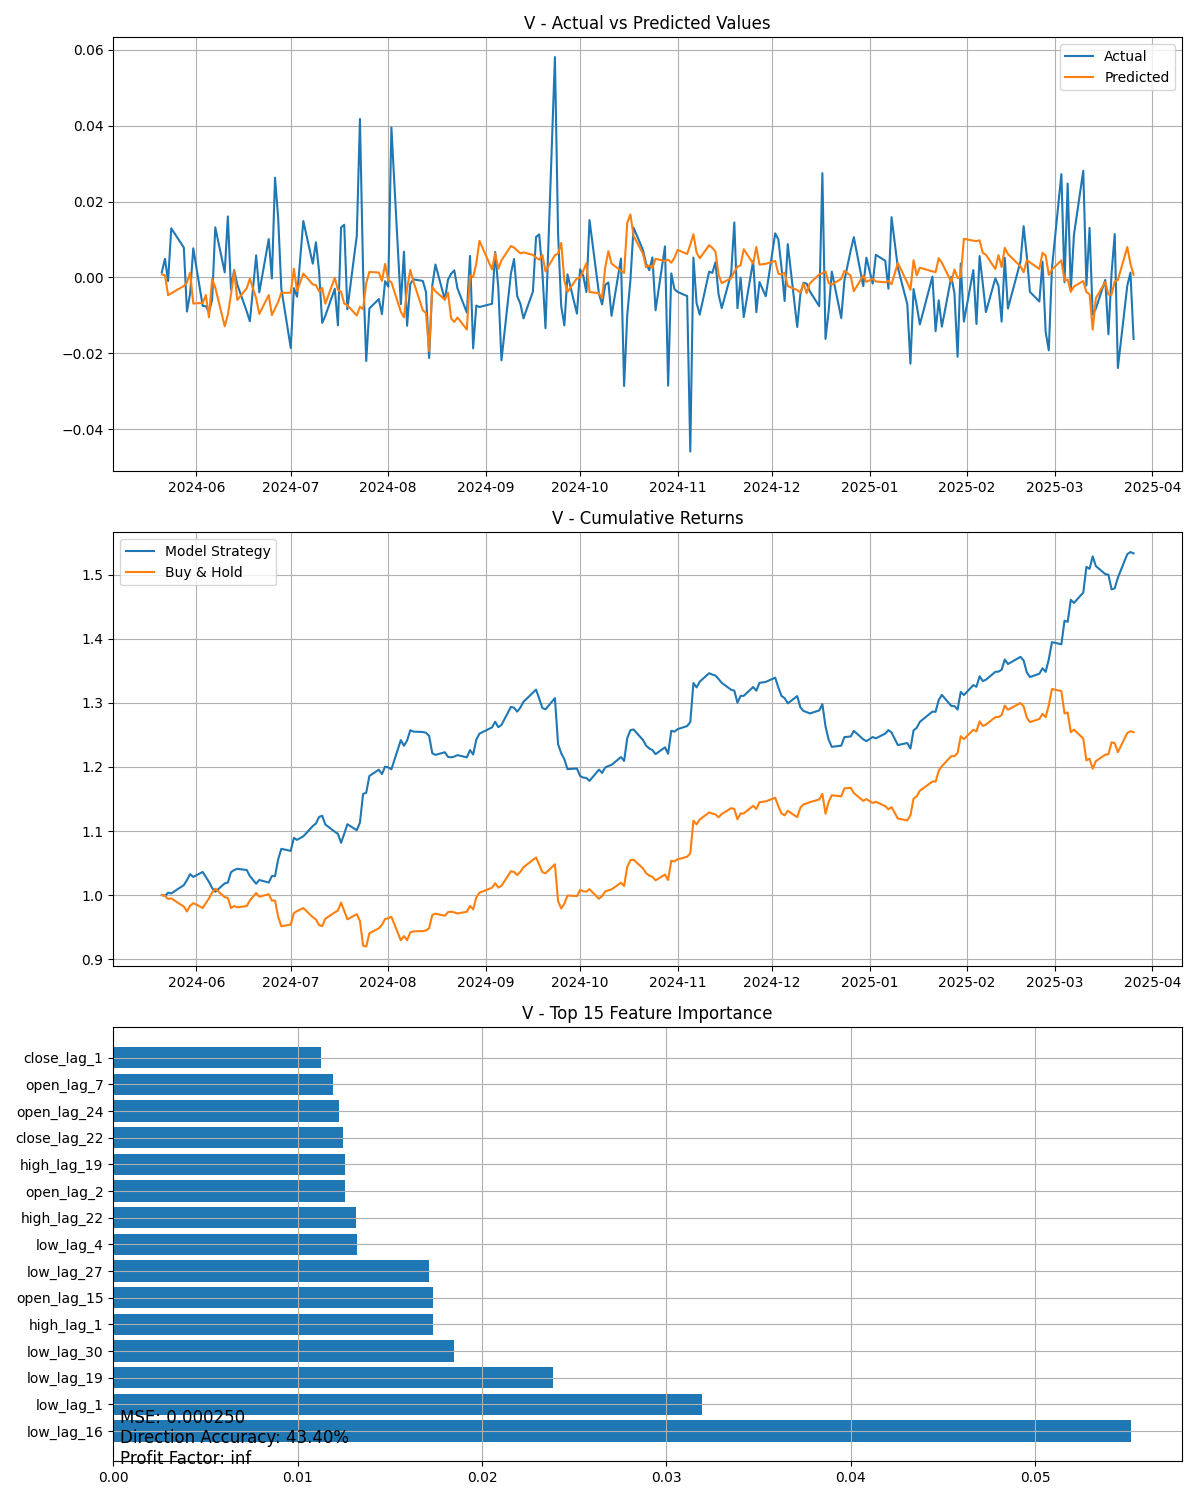 V - Actual vs Predicted Values
Actual
Predicted
0.06
0.04
0.02
0.00
−0.02
−0.04
2024-06 2024-07 2024-08 2024-09 2024-10 2024-11 2024-12 2025-01 2025-02 2025-03 2025-04
V - Cumulative Returns
Model Strategy
Buy & Hold
1.5
1.4
1.3
1.2
1.1
1.0
0.9
2024-06 2024-07 2024-08 2024-09 2024-10 2024-11 2024-12 2025-01 2025-02 2025-03 2025-04
V - Top 15 Feature Importance
close_lag_1
open_lag_7
open_lag_24
close_lag_22
high_lag_19
open_lag_2
high_lag_22
low_lag_4
low_lag_27
open_lag_15
high_lag_1
low_lag_30
low_lag_19
low_lag_1
low_lag_16
MSE: 0.000250
Direction Accuracy: 43.40%
Profit Factor: inf
0.00 0.01 0.02 0.03 0.04 0.05